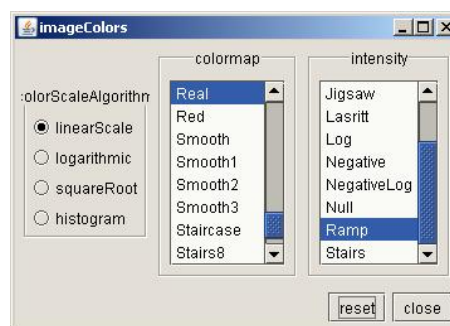 imageColors
colormap
intensity
olorScaleAlgorithm
linearScale
logarithmic
squareRoot
histogram
Real
Red
Smooth
Smooth1
Smooth2
Smooth3
Staircase
Stairs8
Jigsaw
Lasritt
Log
Negative
NegativeLog
Null
Ramp
Stairs
reset
close